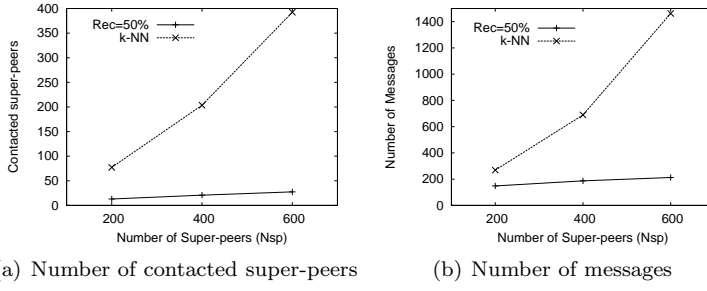 400
350
300
250
200
150
100
50
0
Contacted super-peers
Rec=50%
k-NN
200 400 600
Number of Super-peers (Nsp)
(a) Number of contacted super-peers
1400
1200
1000
800
600
400
200
0
Number of Messages
Rec=50%
k-NN
200 400 600
Number of Super-peers (Nsp)
(b) Number of messages